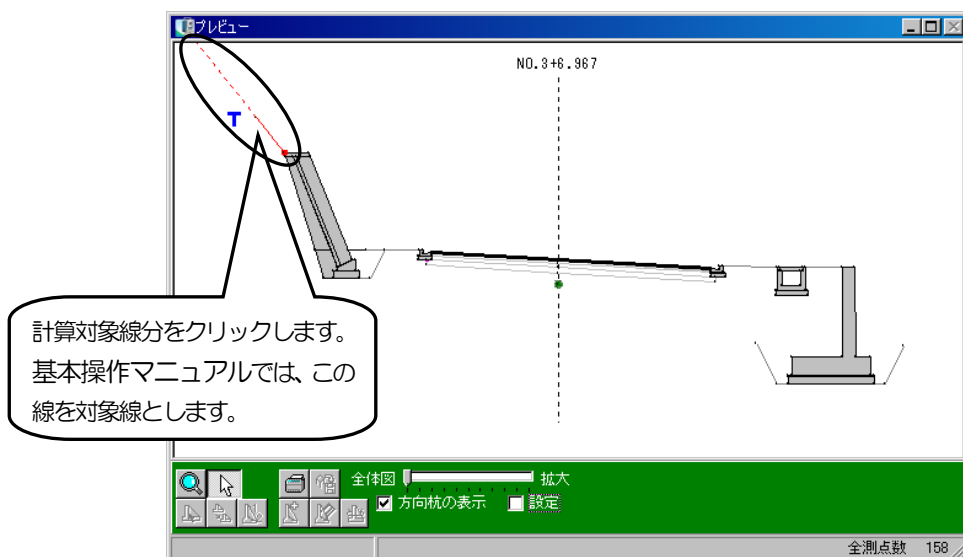 プレビュー
NO.3+6.967
T
計算対象線分をクリックします。
基本操作マニュアルでは、この
線を対象線とします。
全体図
拡大
方向杭の表示
設定
全測点数 158